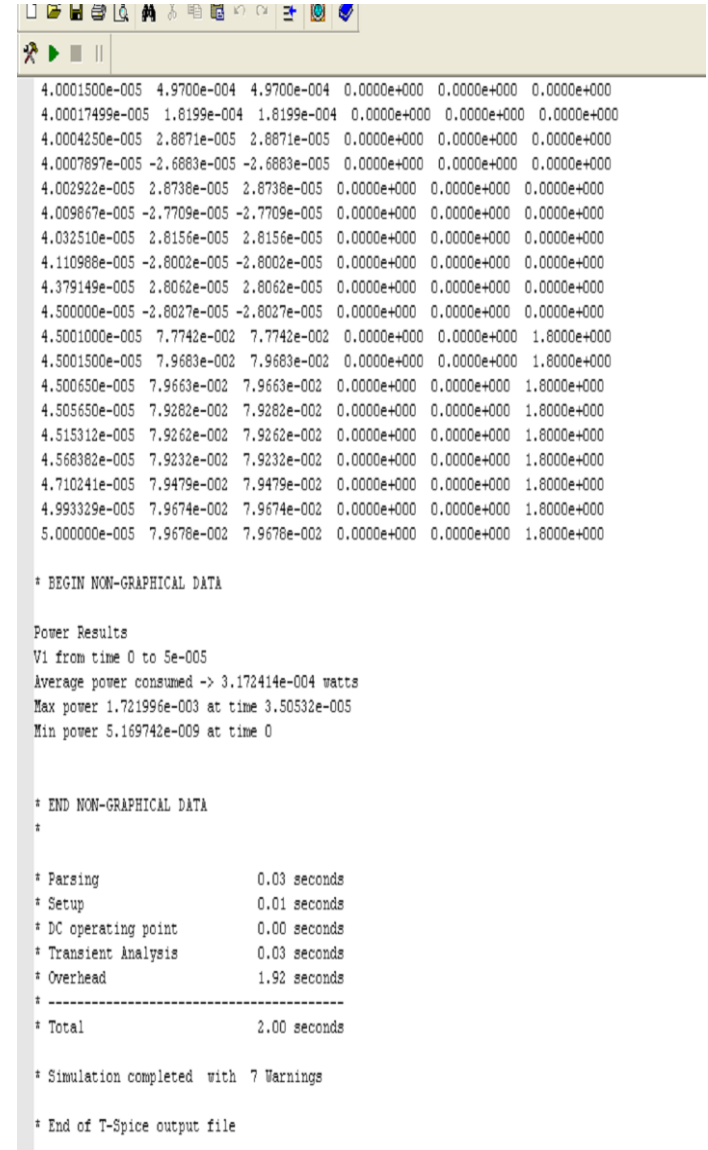 4.0001500e-005 4.9700e-004 4.9700e-004 0.0000e+000 0.0000e+000 0.0000e+000
4.00017499e-005 1.8199e-004 1.8199e-004 0.0000e+000 0.0000e+000 0.0000e+000
4.0004250e-005 2.8871e-005 2.8871e-005 0.0000e+000 0.0000e+000 0.0000e+000
4.0007897e-005 -2.6883e-005 -2.6883e-005 0.0000e+000 0.0000e+000 0.0000e+000
4.002922e-005 2.8738e-005 2.8738e-005 0.0000e+000 0.0000e+000 0.0000e+000
4.009867e-005 -2.7709e-005 -2.7709e-005 0.0000e+000 0.0000e+000 0.0000e+000
4.032510e-005 2.8156e-005 2.8156e-005 0.0000e+000 0.0000e+000 0.0000e+000
4.110988e-005 -2.8002e-005 -2.8002e-005 0.0000e+000 0.0000e+000 0.0000e+000
4.379149e-005 2.8062e-005 2.8062e-005 0.0000e+000 0.0000e+000 0.0000e+000
4.500000e-005 -2.8027e-005 -2.8027e-005 0.0000e+000 0.0000e+000 0.0000e+000
4.5001000e-005 7.7742e-002 7.7742e-002 0.0000e+000 0.0000e+000 1.8000e+000
4.5001500e-005 7.9683e-002 7.9683e-002 0.0000e+000 0.0000e+000 1.8000e+000
4.500650e-005 7.9663e-002 7.9663e-002 0.0000e+000 0.0000e+000 1.8000e+000
4.505650e-005 7.9282e-002 7.9282e-002 0.0000e+000 0.0000e+000 1.8000e+000
4.515312e-005 7.9262e-002 7.9262e-002 0.0000e+000 0.0000e+000 1.8000e+000
4.568382e-005 7.9232e-002 7.9232e-002 0.0000e+000 0.0000e+000 1.8000e+000
4.710241e-005 7.9479e-002 7.9479e-002 0.0000e+000 0.0000e+000 1.8000e+000
4.993329e-005 7.9674e-002 7.9674e-002 0.0000e+000 0.0000e+000 1.8000e+000
5.000000e-005 7.9678e-002 7.9678e-002 0.0000e+000 0.0000e+000 1.8000e+000
* BEGIN NON-GRAPHICAL DATA
Power Results
V1 from time 0 to 5e-005
Average power consumed -> 3.172414e-004 watts
Max power 1.721996e-003 at time 3.50532e-005
Min power 5.169742e-009 at time 0
* END NON-GRAPHICAL DATA
*
* Parsing 0.03 seconds
* Setup 0.01 seconds
* DC operating point 0.00 seconds
* Transient Analysis 0.03 seconds
* Overhead 1.92 seconds
* -----------------------------------------
* Total 2.00 seconds
* Simulation completed with 7 Warnings
* End of T-Spice output file